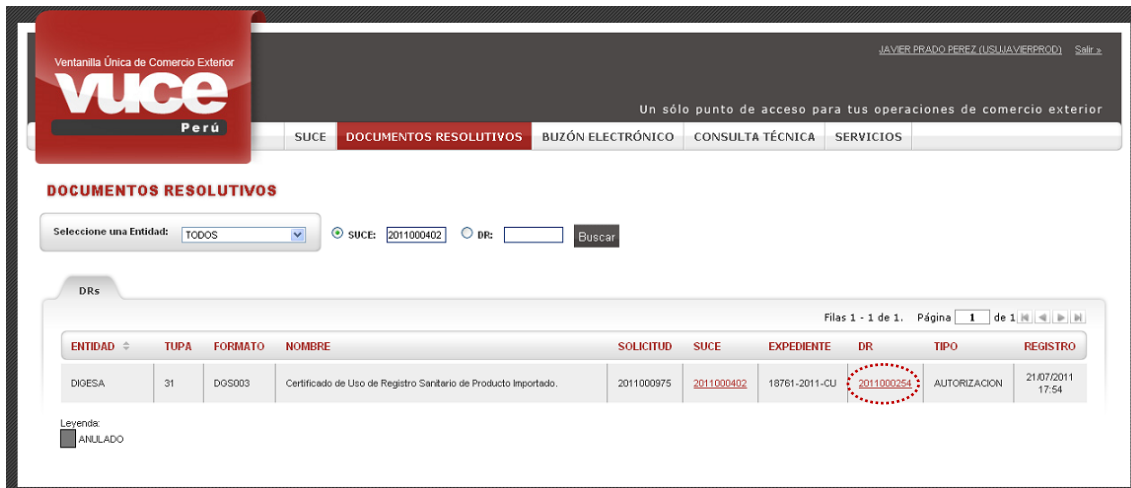 JAVIER PRADO PEREZ (USUJAVIERPROD) Salir »
Ventanilla Única de Comercio Exterior
vuce
Perú
Un sólo punto de acceso para tus operaciones de comercio exterior
SUCE DOCUMENTOS RESOLUTIVOS BUZÓN ELECTRÓNICO CONSULTA TÉCNICA SERVICIOS
DOCUMENTOS RESOLUTIVOS
Seleccione una Entidad: TODOS SUCE: 2011000402 DR: Buscar
DRs
Filas 1 - 1 de 1. Página 1 de 1
ENTIDAD TUPA FORMATO NOMBRE SOLICITUD SUCE EXPEDIENTE DR TIPO REGISTRO
DIGESA 31 DGS003 Certificado de Uso de Registro Sanitario de Producto Importado. 2011000975 2011000402 18761-2011-CU 2011000254 AUTORIZACION 21/07/2011
17:54
Leyenda:
ANULADO